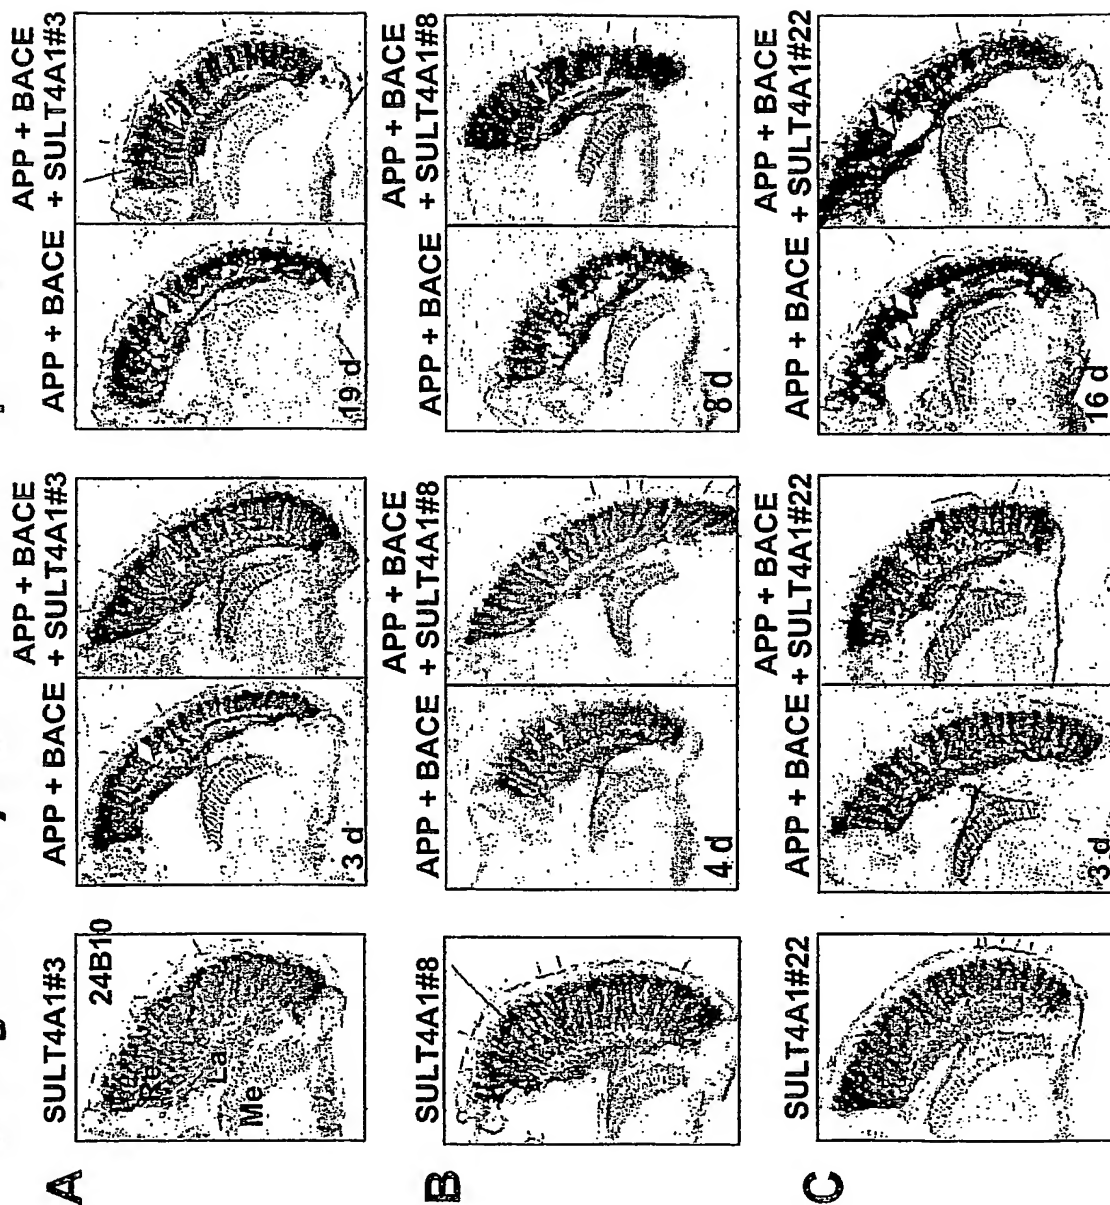 A
SULT4A1#3
24B10
Re
La
Me
APP + BACE
3 d
APP + BACE
+ SULT4A1#3
APP + BACE
19 d
APP + BACE
+ SULT4A1#3
B
SULT4A1#8
APP + BACE
4 d
APP + BACE
+ SULT4A1#8
APP + BACE
8 d
APP + BACE
+ SULT4A1#8
C
SULT4A1#22
APP + BACE
3 d
APP + BACE
+ SULT4A1#22
APP + BACE
16 d
APP + BACE
+ SULT4A1#22